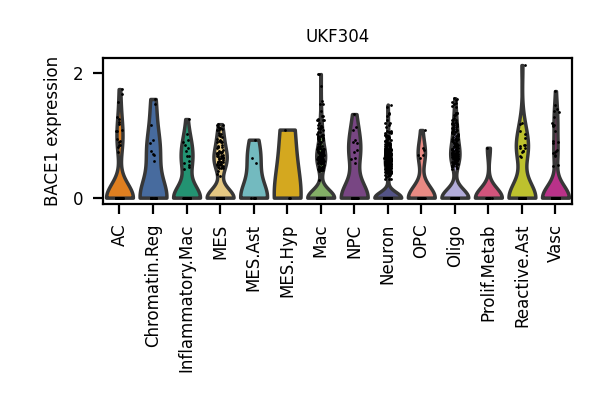 UKF304
BACE1 expression
2
0
AC
Chromatin.Reg
Inflammatory.Mac
MES
MES.Ast
MES.Hyp
Mac
NPC
Neuron
OPC
Oligo
Prolif.Metab
Reactive.Ast
Vasc